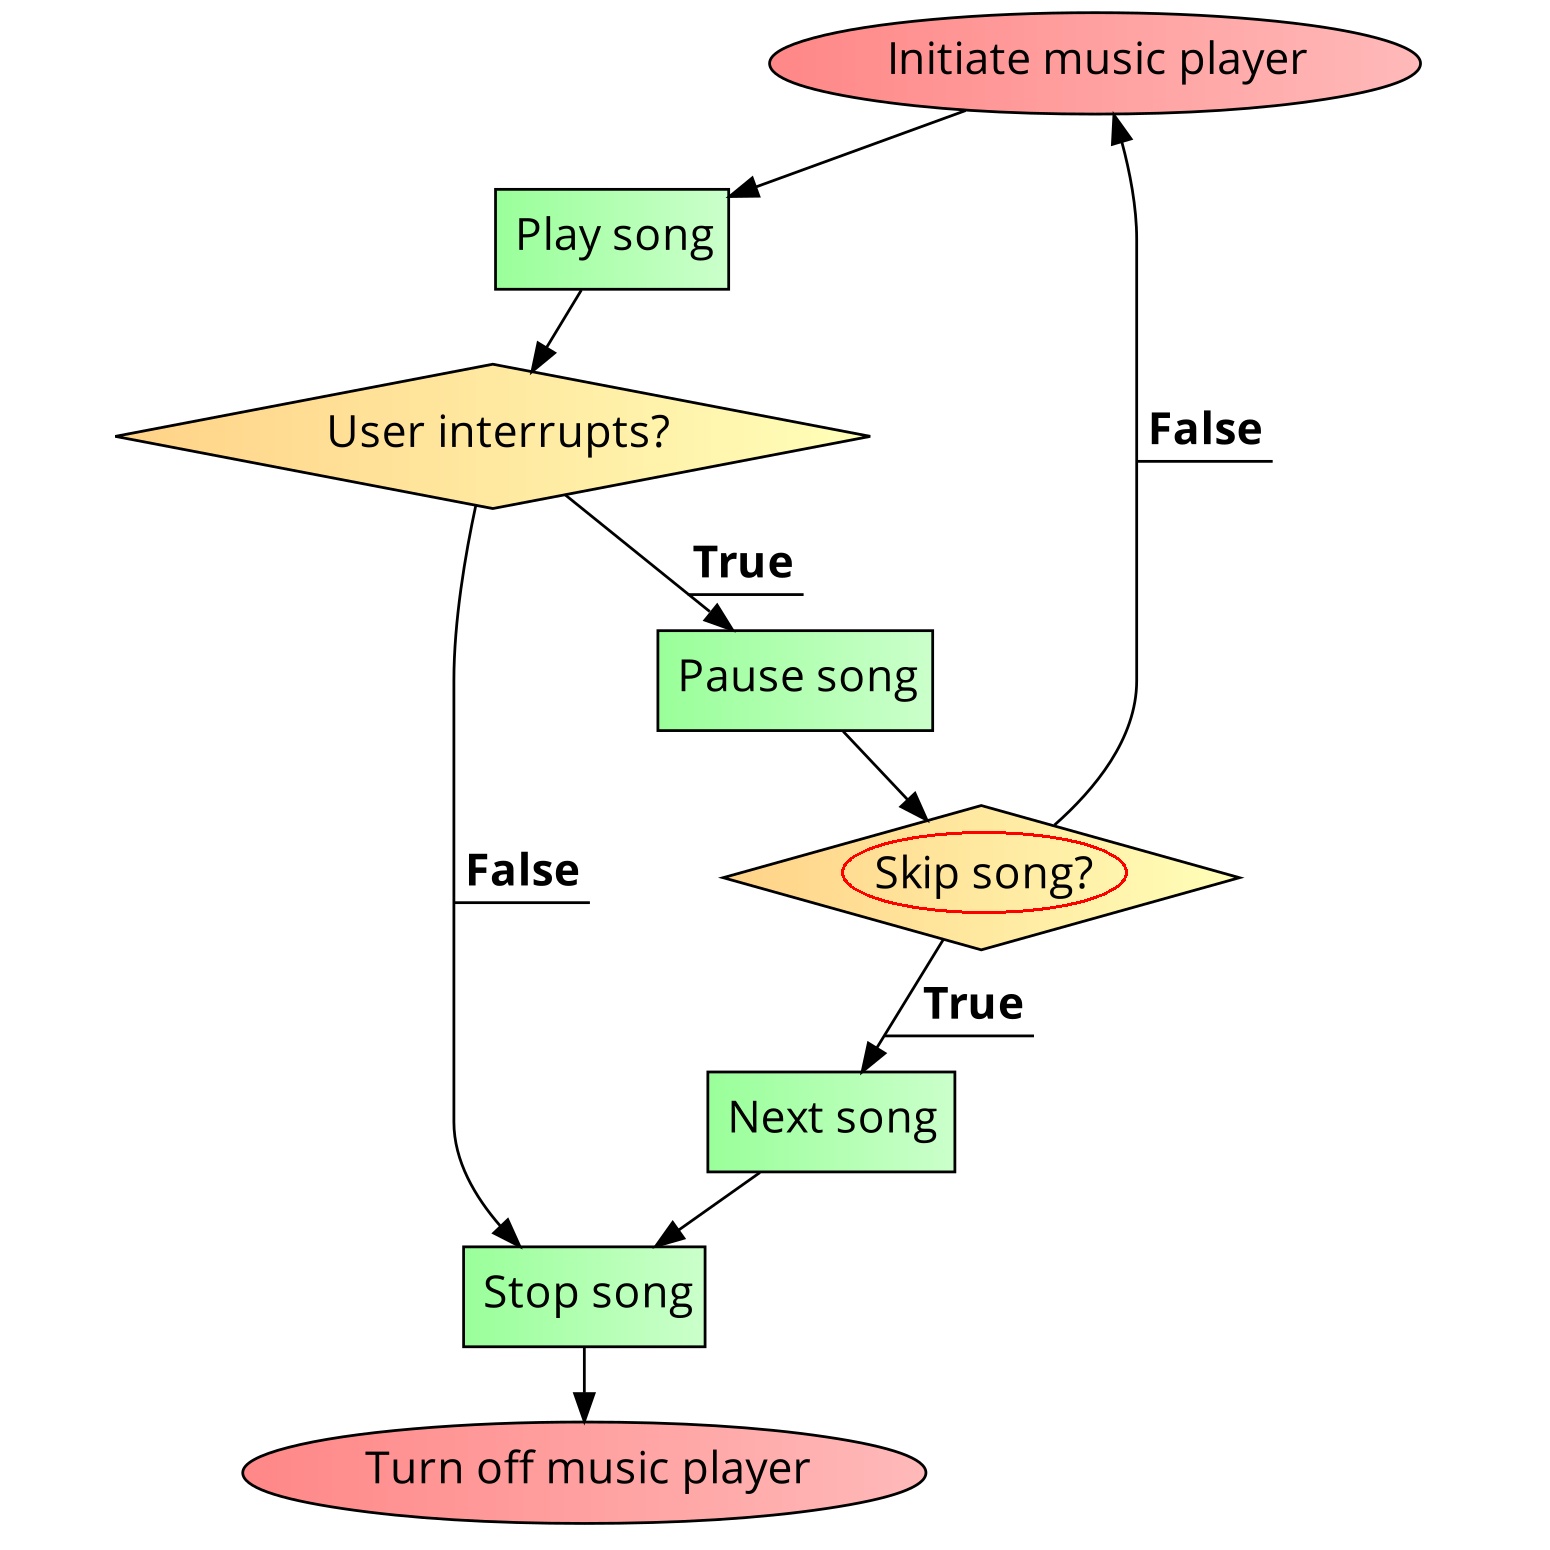 Initiate music player
Play song
User interrupts?
False
True
Pause song
False
Skip song?
True
Next song
Stop song
Turn off music player